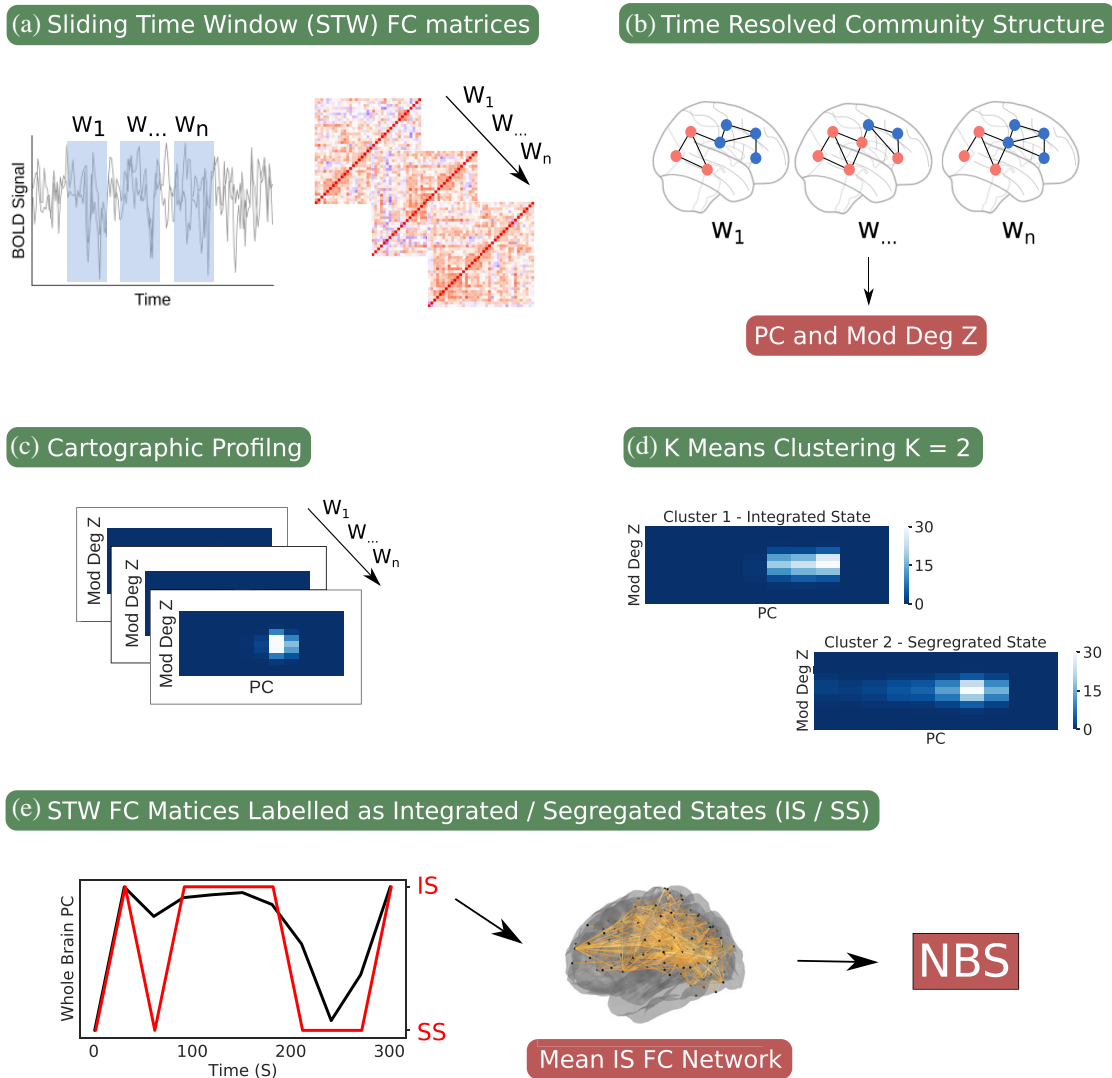 (a) Sliding Time Window (STW) FC matrices
W1 W... Wn
BOLD Signal
Time
W1
W...
Wn
(b) Time Resolved Community Structure
W1 W... Wn
PC and Mod Deg Z
(c) Cartographic Profilng
W1
W...
Wn
Mod Deg Z
Mod Deg Z
Mod Deg Z
PC
(d) K Means Clustering K = 2
Cluster 1 - Integrated State
Mod Deg Z
PC
30
15
0
Cluster 2 - Segregrated State
Mod Deg Z
PC
30
15
0
(e) STW FC Matices Labelled as Integrated / Segregated States (IS / SS)
Whole Brain PC
IS
SS
0 100 200 300
Time (S)
Mean IS FC Network
NBS